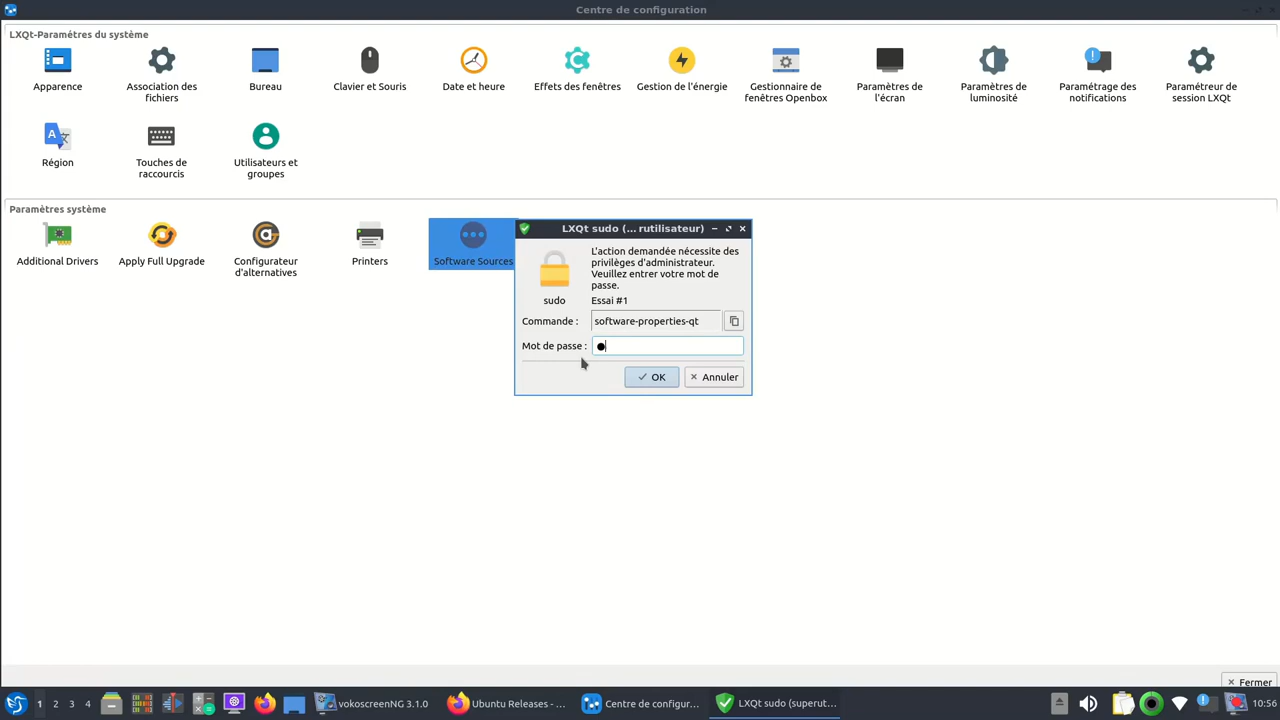 Centre de configuration
LXQt-Paramètres du système
Apparence
Association des
fichiers
Bureau
Clavier et Souris
Date et heure
Effets des fenêtres
Gestion de l'énergie
Gestionnaire de
fenêtres Openbox
Paramètres de
l'écran
Paramètres de
luminosité
Paramétrage des
notifications
Paramétreur de
session LXQt
Région
Touches de
raccourcis
Utilisateurs et
groupes
Paramètres système
Additional Drivers
Apply Full Upgrade
Configurateur
d'alternatives
Printers
Software Sources
LXQt sudo (... rutilisateur)
L'action demandée nécessite des
privilèges d'administrateur.
Veuillez entrer votre mot de
passe.
sudo
Essai #1
Commande :
software-properties-qt
Mot de passe :
OK
Annuler
Fermer
1 2 3 4
vokoscreenNG 3.1.0
Ubuntu Releases - ...
Centre de configur...
LXQt sudo (superut...
10:56